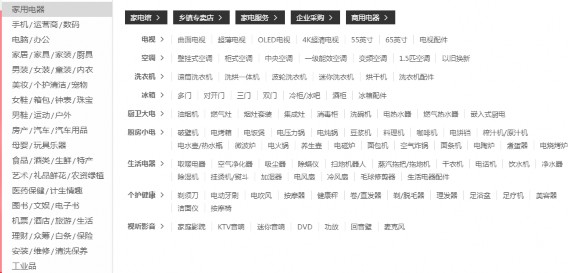 家用电器
手机/运营商/数码
电脑/办公
家居/家具/家装/厨具
男装/女装/童装/内衣
美妆/个护清洁/宠物
女鞋/箱包/钟表/珠宝
男鞋/运动/户外
房产/汽车/汽车用品
母婴/玩具乐器
食品/酒类/生鲜/特产
艺术/礼品鲜花/农资绿植
医药保健/计生情趣
图书/文娱/电子书
机票/酒店/旅游/生活
理财/众筹/白条/保险
安装/维修/清洗保养
工业品
家电馆 > 乡镇专卖店 > 家电服务 > 企业采购 > 商用电器 >
电视 > 曲面电视 超薄电视 OLED电视 4K超清电视 55英寸 65英寸 电视配件
空调 > 壁挂式空调 柜式空调 中央空调 一级能效空调 变频空调 1.5匹空调 以旧换新
洗衣机 > 滚筒洗衣机 洗烘一体机 波轮洗衣机 迷你洗衣机 烘干机 洗衣机配件
冰箱 > 多门 对开门 三门 双门 冷柜/冰吧 酒柜 冰箱配件
厨卫大电 > 油烟机 燃气灶 烟灶套装 集成灶 消毒柜 洗碗机 电热水器 燃气热水器 嵌入式厨电
厨房小电 > 破壁机 电烤箱 电饭煲 电压力锅 电炖锅 豆浆机 料理机 咖啡机 电饼铛 榨汁机/原汁机
电水壶/热水瓶 微波炉 电火锅 养生壶 电磁炉 面包机 空气炸锅 面条机 电陶炉 煮蛋器 电烧烤炉
生活电器 > 取暖电器 空气净化器 吸尘器 除螨仪 扫地机器人 蒸汽拖把/拖地机 干衣机 电话机 饮水机 净水器
除湿机 挂烫机/熨斗 加湿器 电风扇 冷风扇 毛球修剪器 生活电器配件
个护健康 > 剃须刀 电动牙刷 电吹风 按摩器 健康秤 卷/直发器 剃/脱毛器 理发器 足浴盆 足疗机 美容器
洁面仪 按摩椅
视听影音 > 家庭影院 KTV音响 迷你音响 DVD 功放 回音壁 麦克风